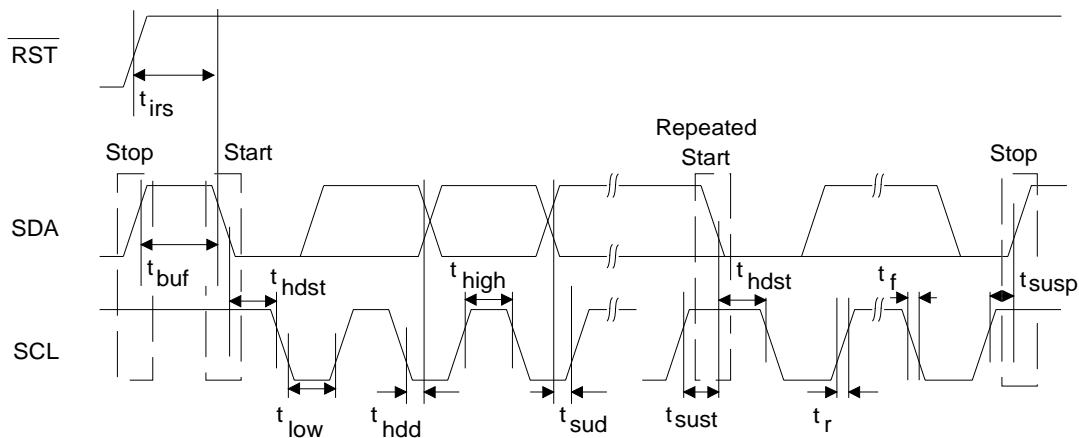 RST
t irs
Repeated
Stop Start Start Stop
SDA
t buf t hdst t high t hdst t f t susp
SCL
t low t hdd t sud t sust t r